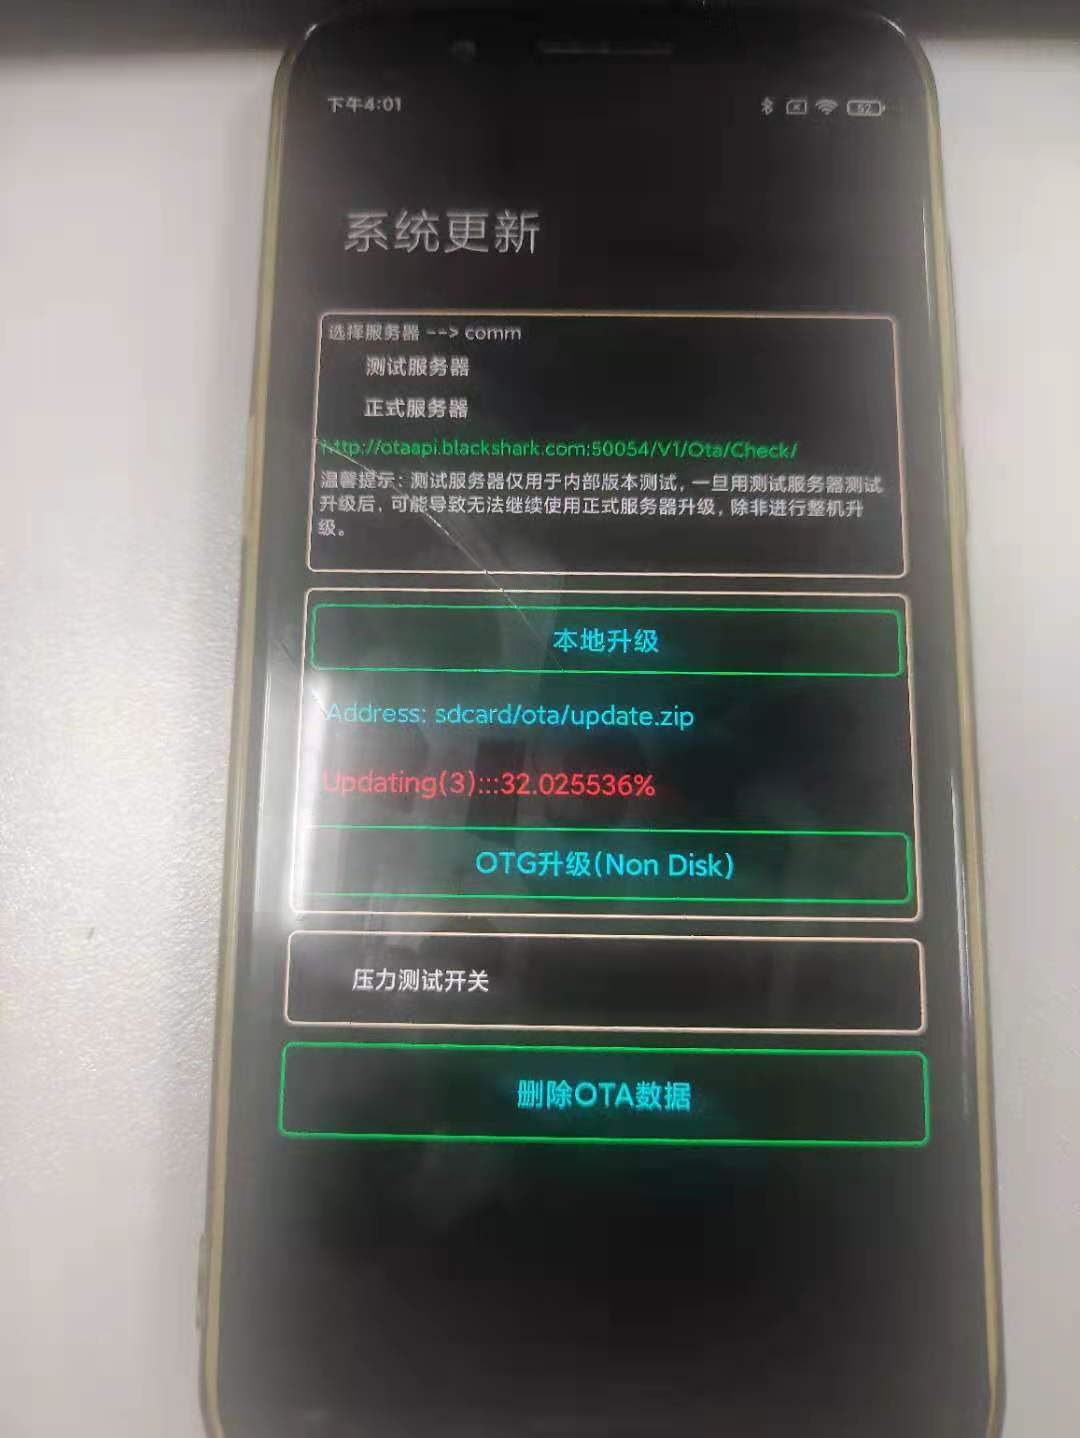 下午4:01
52
系统更新
选择服务器 --> comm
测试服务器
正式服务器
http://otaapi.blackshark.com:50054/V1/Ota/Check/
温馨提示：测试服务器仅用于内部版本测试，一旦用测试服务器测试
升级后，可能导致无法继续使用正式服务器升级，除非进行整机升
级。
本地升级
Address: sdcard/ota/update.zip
Updating(3):::32.025536%
OTG升级(Non Disk)
压力测试开关
删除OTA数据